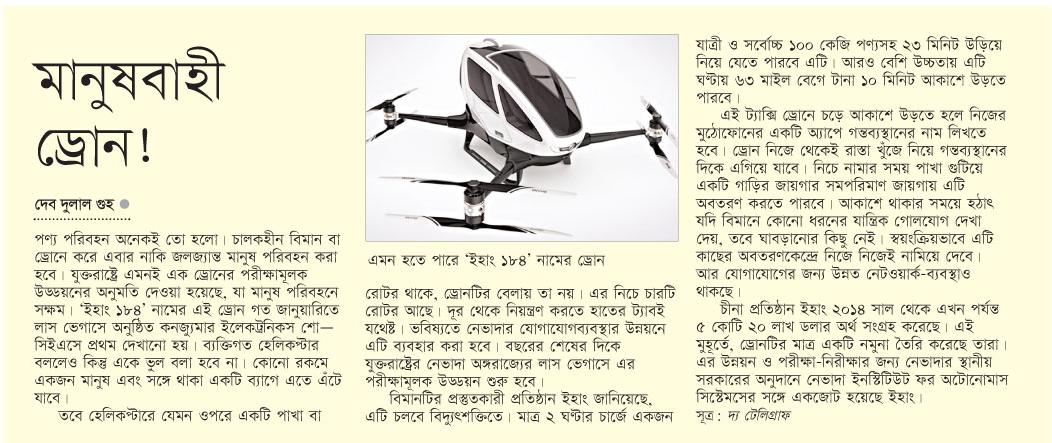 মানুষবাহী
ড্রোন!
দেব দুলাল গুহ
পণ্য পরিবহন অনেকই তো হলো। চালকহীন বিমান বা
ড্রোনে করে এবার নাকি জলজ্যান্ত মানুষ পরিবহন করা
হবে। যুক্তরাষ্ট্রে এমনই এক ড্রোনের পরীক্ষামূলক
উড্ডয়নের অনুমতি দেওয়া হয়েছে, যা মানুষ পরিবহনে
সক্ষম। ‘ইহাং ১৮৪’ নামের এই ড্রোন গত জানুয়ারিতে
লাস ভেগাসে অনুষ্ঠিত কনজ্যুমার ইলেকট্রনিকস শো—
সিইএসে প্রথম দেখানো হয়। ব্যক্তিগত হেলিকপ্টার
বললেও কিন্তু একে ভুল বলা হবে না। কোনো রকমে
একজন মানুষ এবং সঙ্গে থাকা একটি ব্যাগে এতে এঁটে
যাবে।
তবে হেলিকপ্টারে যেমন ওপরে একটি পাখা বা
এমন হতে পারে ‘ইহাং ১৮৪’ নামের ড্রোন
রোটর থাকে, ড্রোনটির বেলায় তা নয়। এর নিচে চারটি
রোটর আছে। দূর থেকে নিয়ন্ত্রণ করতে হাতের ট্যাবই
যথেষ্ট। ভবিষ্যতে নেভাদার যোগাযোগব্যবস্থার উন্নয়নে
এটি ব্যবহার করা হবে। বছরের শেষের দিকে
যুক্তরাষ্ট্রের নেভাদা অঙ্গরাজ্যের লাস ভেগাসে এর
পরীক্ষামূলক উড্ডয়ন শুরু হবে।
বিমানটির প্রস্তুতকারী প্রতিষ্ঠান ইহাং জানিয়েছে,
এটি চলবে বিদ্যুৎশক্তিতে। মাত্র ২ ঘণ্টার চার্জে একজন
যাত্রী ও সর্বোচ্চ ১০০ কেজি পণ্যসহ ২৩ মিনিট উড়িয়ে
নিয়ে যেতে পারবে এটি। আরও বেশি উচ্চতায় এটি
ঘণ্টায় ৬৩ মাইল বেগে টানা ১০ মিনিট আকাশে উড়তে
পারবে।
এই ট্যাক্সি ড্রোনে চড়ে আকাশে উড়তে হলে নিজের
মুঠোফোনের একটি অ্যাপে গন্তব্যস্থানের নাম লিখতে
হবে। ড্রোন নিজে থেকেই রাস্তা খুঁজে নিয়ে গন্তব্যস্থানের
দিকে এগিয়ে যাবে। নিচে নামার সময় পাখা গুটিয়ে
একটি গাড়ির জায়গার সমপরিমাণ জায়গায় এটি
অবতরণ করতে পারবে। আকাশে থাকার সময়ে হঠাৎ
যদি বিমানে কোনো ধরনের যান্ত্রিক গোলযোগ দেখা
দেয়, তবে ঘাবড়ানোর কিছু নেই। স্বয়ংক্রিয়ভাবে এটি
কাছের অবতরণকেন্দ্রে নিজে নিজেই নামিয়ে দেবে।
আর যোগাযোগের জন্য উন্নত নেটওয়ার্ক-ব্যবস্থাও
থাকছে।
চীনা প্রতিষ্ঠান ইহাং ২০১৪ সাল থেকে এখন পর্যন্ত
৫ কোটি ২০ লাখ ডলার অর্থ সংগ্রহ করেছে। এই
মুহূর্তে, ড্রোনটির মাত্র একটি নমুনা তৈরি করেছে তারা।
এর উন্নয়ন ও পরীক্ষা-নিরীক্ষার জন্য নেভাদার স্থানীয়
সরকারের অনুদানে নেভাদা ইনস্টিটিউট ফর অটোনোমাস
সিস্টেমসের সঙ্গে একজোট হয়েছে ইহাং।
সূত্র: দ্য টেলিগ্রাফ